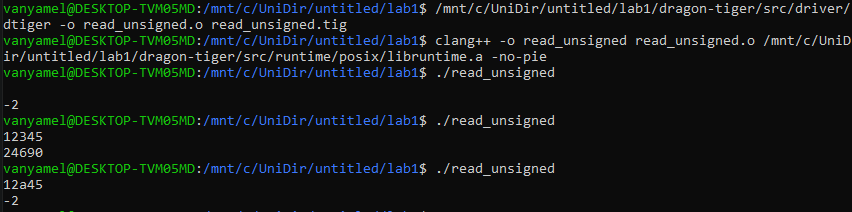 vanyamel@DESKTOP-TVM05MD:/mnt/c/UniDir/untitled/lab1$ /mnt/c/UniDir/untitled/lab1/dragon-tiger/src/driver/
dtiger -o read_unsigned.o read_unsigned.tig
vanyamel@DESKTOP-TVM05MD:/mnt/c/UniDir/untitled/lab1$ clang++ -o read_unsigned read_unsigned.o /mnt/c/UniD
ir/untitled/lab1/dragon-tiger/src/runtime/posix/libruntime.a -no-pie
vanyamel@DESKTOP-TVM05MD:/mnt/c/UniDir/untitled/lab1$ ./read_unsigned
-2
vanyamel@DESKTOP-TVM05MD:/mnt/c/UniDir/untitled/lab1$ ./read_unsigned
12345
24690
vanyamel@DESKTOP-TVM05MD:/mnt/c/UniDir/untitled/lab1$ ./read_unsigned
12a45
-2